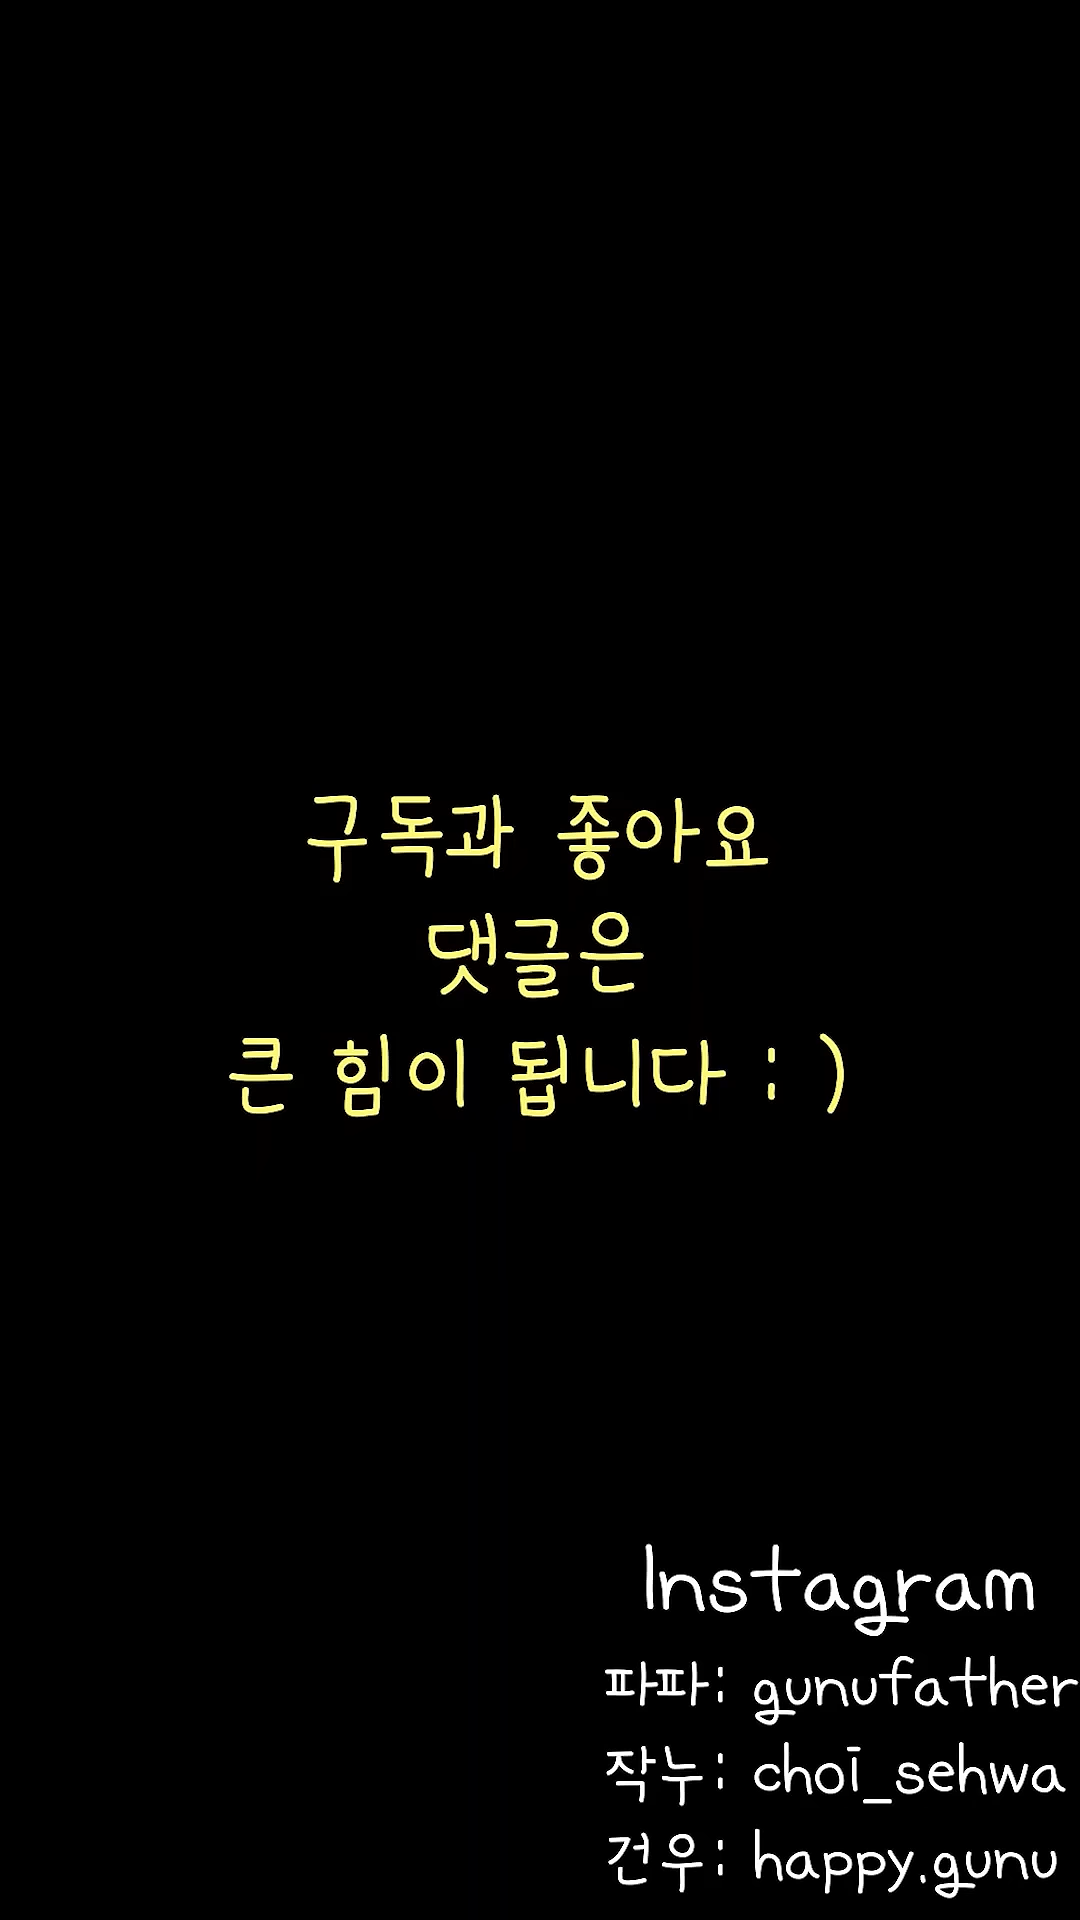 구독과 좋아요
댓글은
큰 힘이 됩니다 : )
Instagram
파파: gunufather
작누: choi_sehwa
건우: happy.gunu